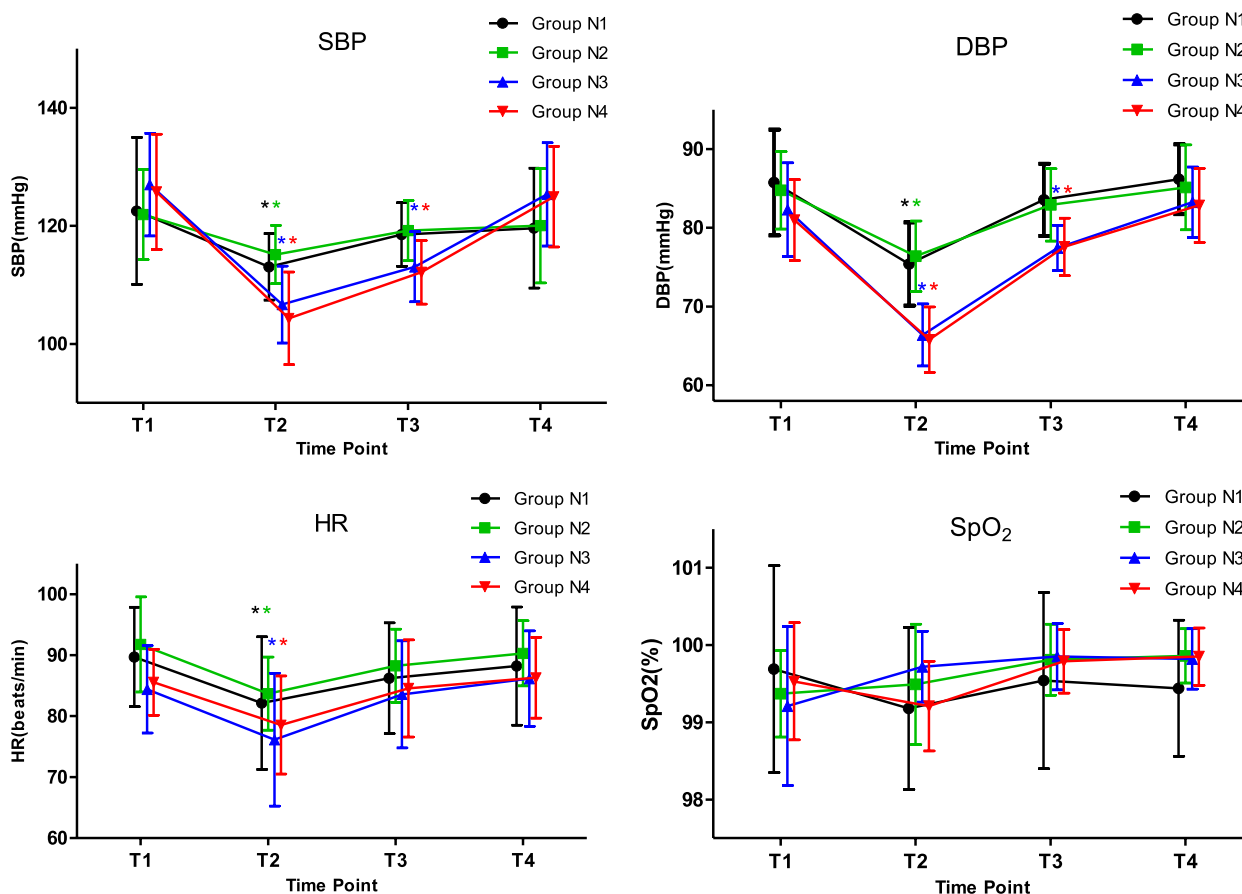 SBP
Group N1
Group N2
Group N3
Group N4
SBP(mmHg)
140
120
100
**
**
**
T1 T2 T3 T4
Time Point
DBP
Group N1
Group N2
Group N3
Group N4
DBP(mmHg)
90
80
70
60
**
**
**
T1 T2 T3 T4
Time Point
HR
Group N1
Group N2
Group N3
Group N4
HR(beats/min)
100
90
80
70
60
**
**
T1 T2 T3 T4
Time Point
SpO2
Group N1
Group N2
Group N3
Group N4
SpO2(%)
101
100
99
98
T1 T2 T3 T4
Time Point